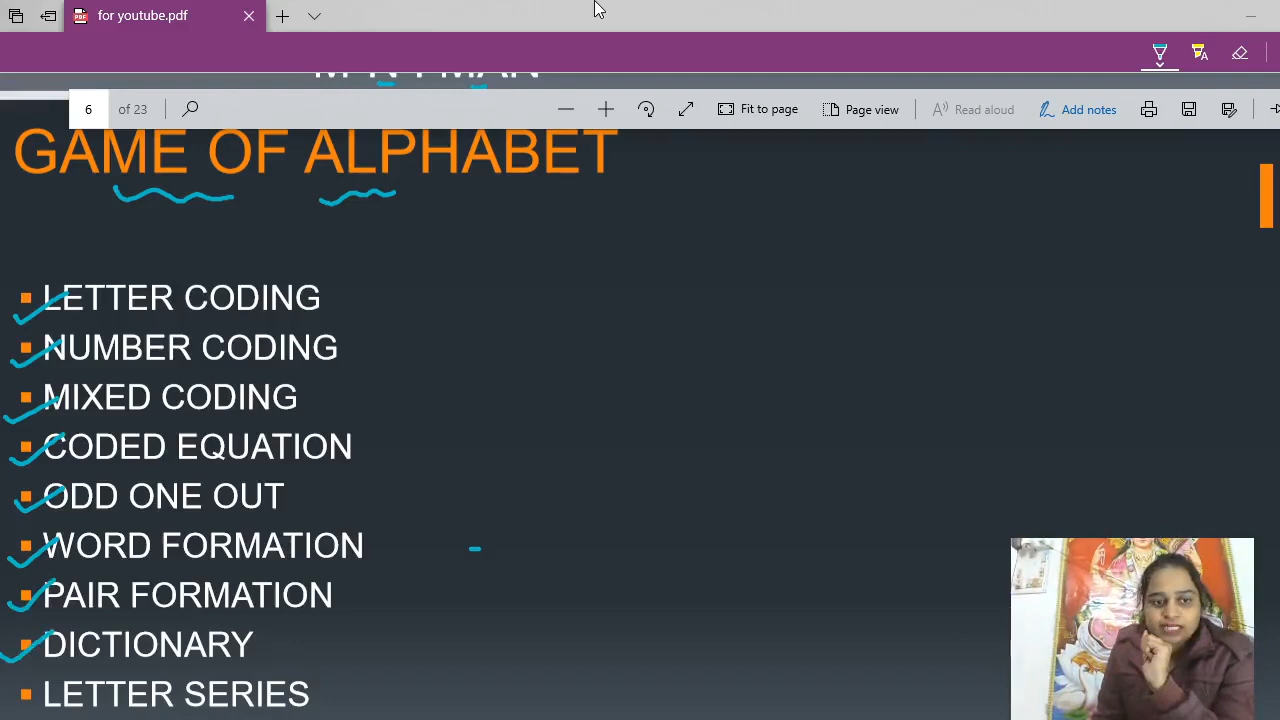 for youtube.pdf
6 of 23
Fit to page
Page view
Read aloud
Add notes
GAME OF ALPHABET
LETTER CODING
NUMBER CODING
MIXED CODING
CODED EQUATION
ODD ONE OUT
WORD FORMATION
PAIR FORMATION
DICTIONARY
LETTER SERIES